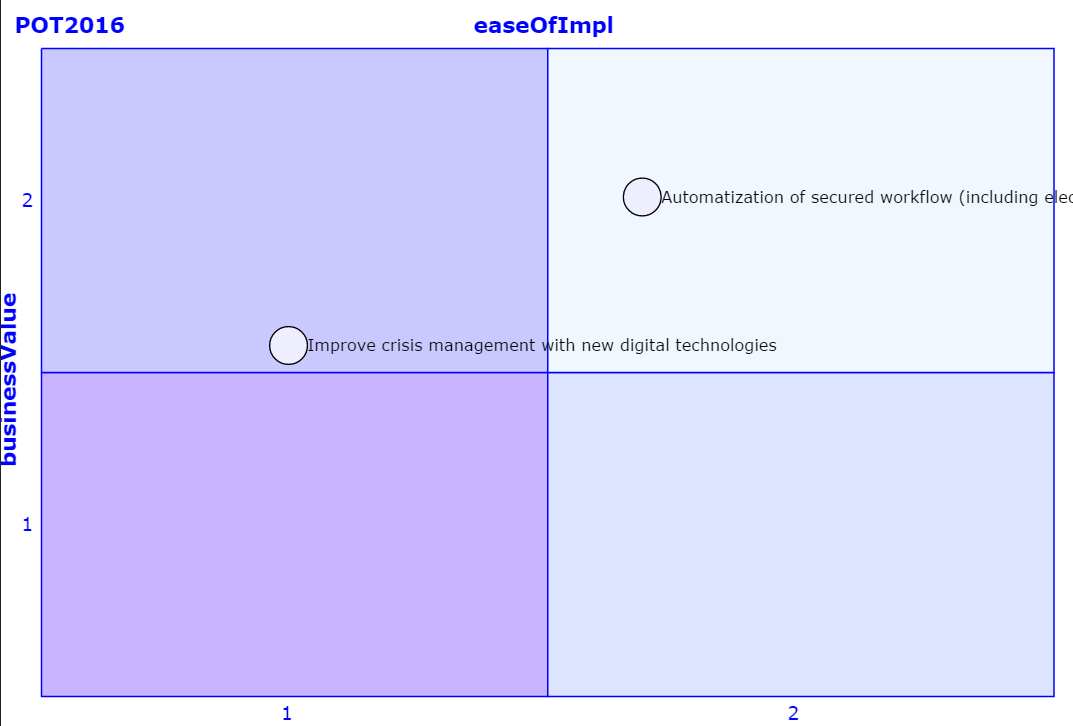 POT2016
easeOfImpl
2
Automatization of secured workflow (including elec
businessValue
Improve crisis management with new digital technologies
1
1
2